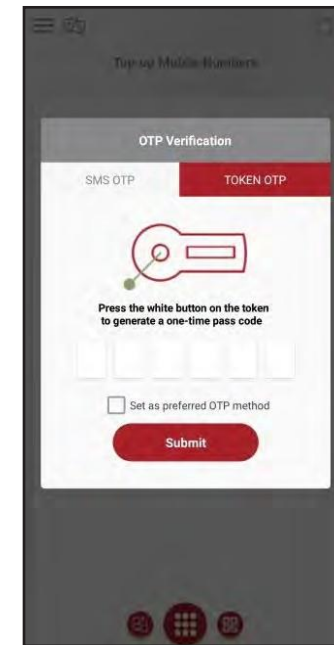 Top-up Mobile Numbers
OTP Verification
SMS OTP
TOKEN OTP
Press the white button on the token
to generate a one-time pass code
Set as preferred OTP method
Submit